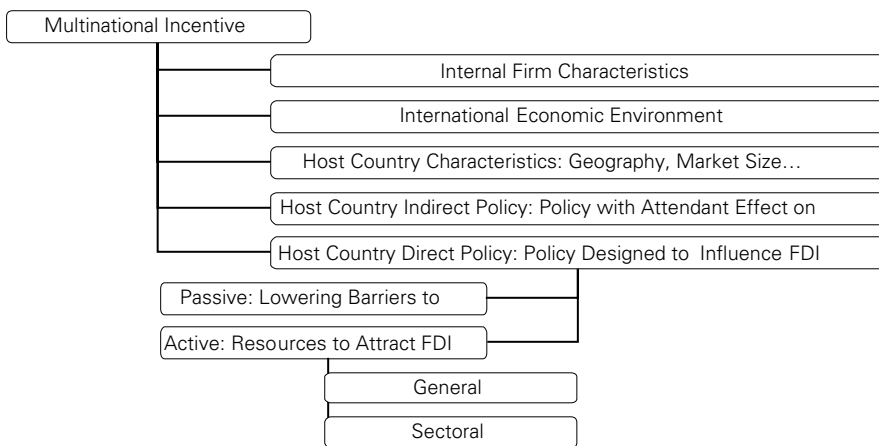 Multinational Incentive
Internal Firm Characteristics
International Economic Environment
Host Country Characteristics: Geography, Market Size…
Host Country Indirect Policy: Policy with Attendant Effect on
Host Country Direct Policy: Policy Designed to Influence FDI
Passive: Lowering Barriers to
Active: Resources to Attract FDI
General
Sectoral